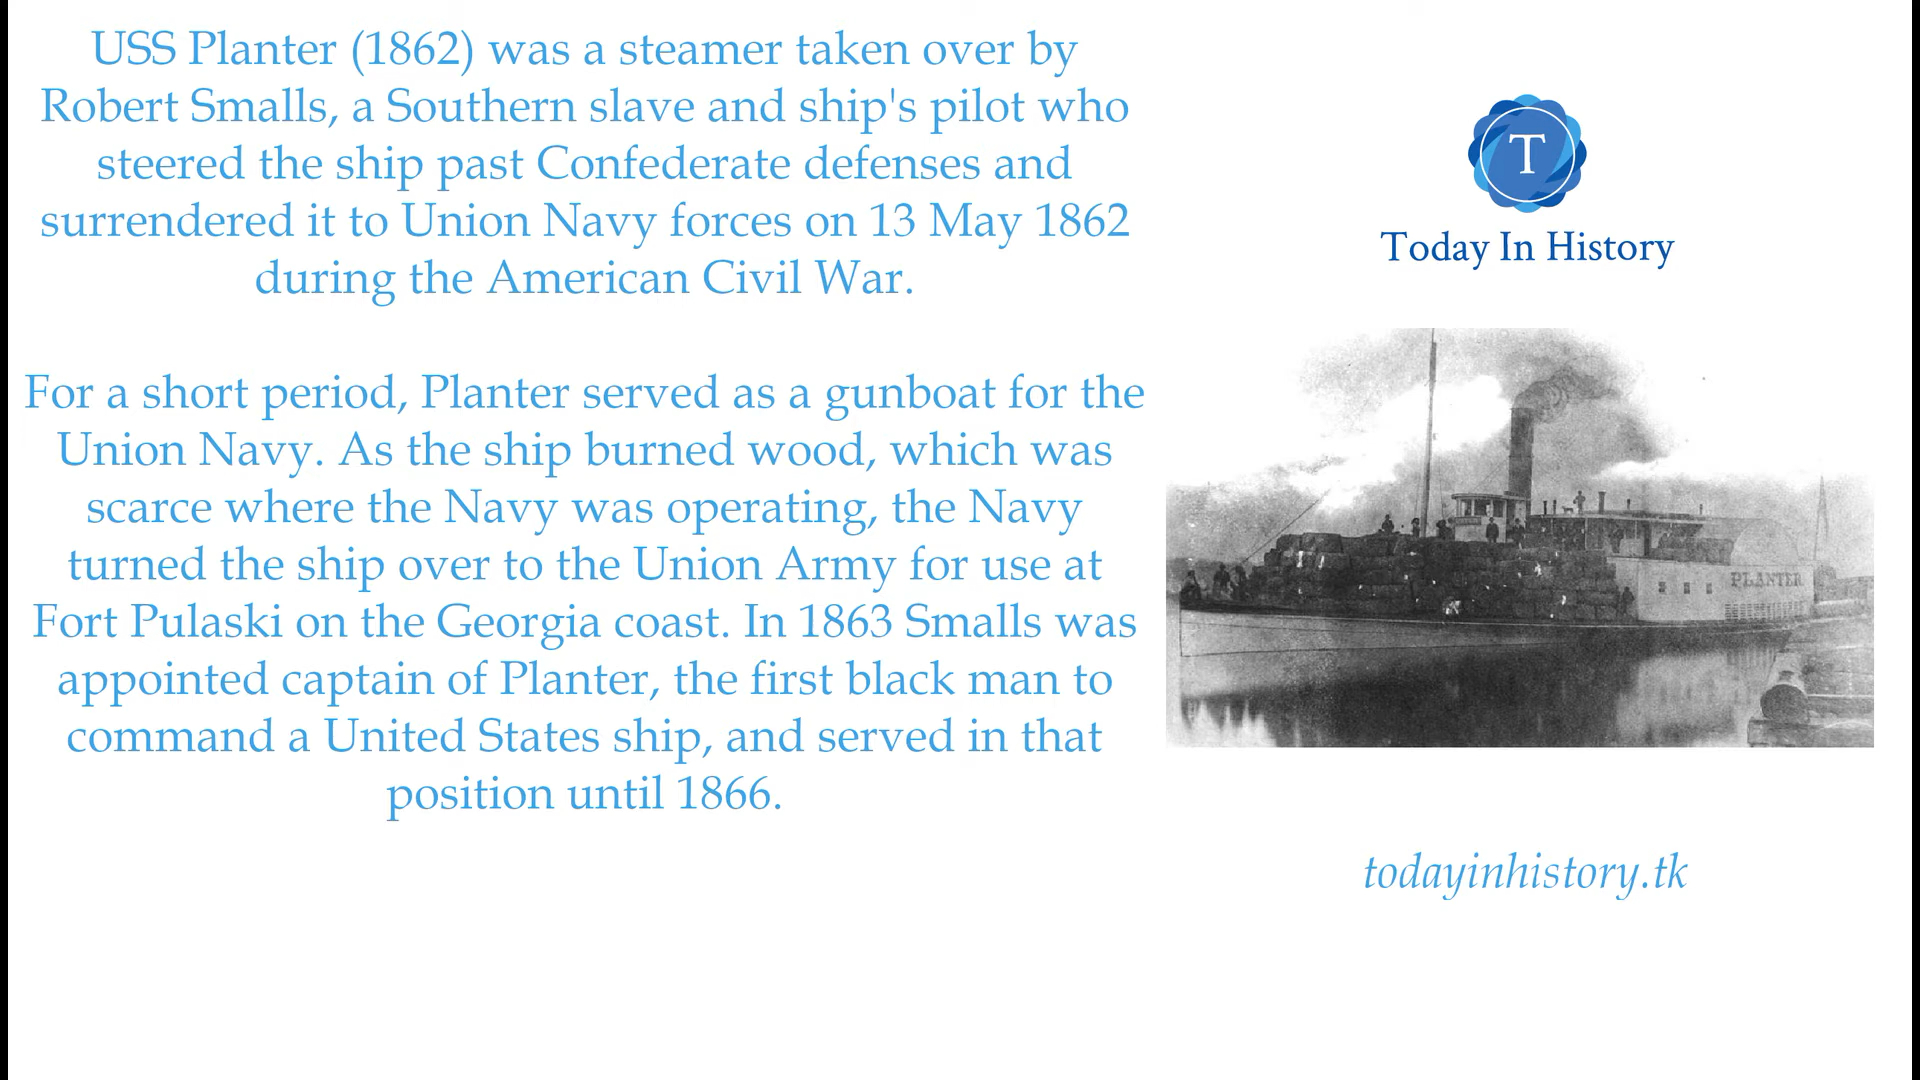 USS Planter (1862) was a steamer taken over by
Robert Smalls, a Southern slave and ship's pilot who
steered the ship past Confederate defenses and
surrendered it to Union Navy forces on 13 May 1862
during the American Civil War.
For a short period, Planter served as a gunboat for the
Union Navy. As the ship burned wood, which was
scarce where the Navy was operating, the Navy
turned the ship over to the Union Army for use at
Fort Pulaski on the Georgia coast. In 1863 Smalls was
appointed captain of Planter, the first black man to
command a United States ship, and served in that
position until 1866.
T
Today In History
PLANTER
todayinhistory.tk